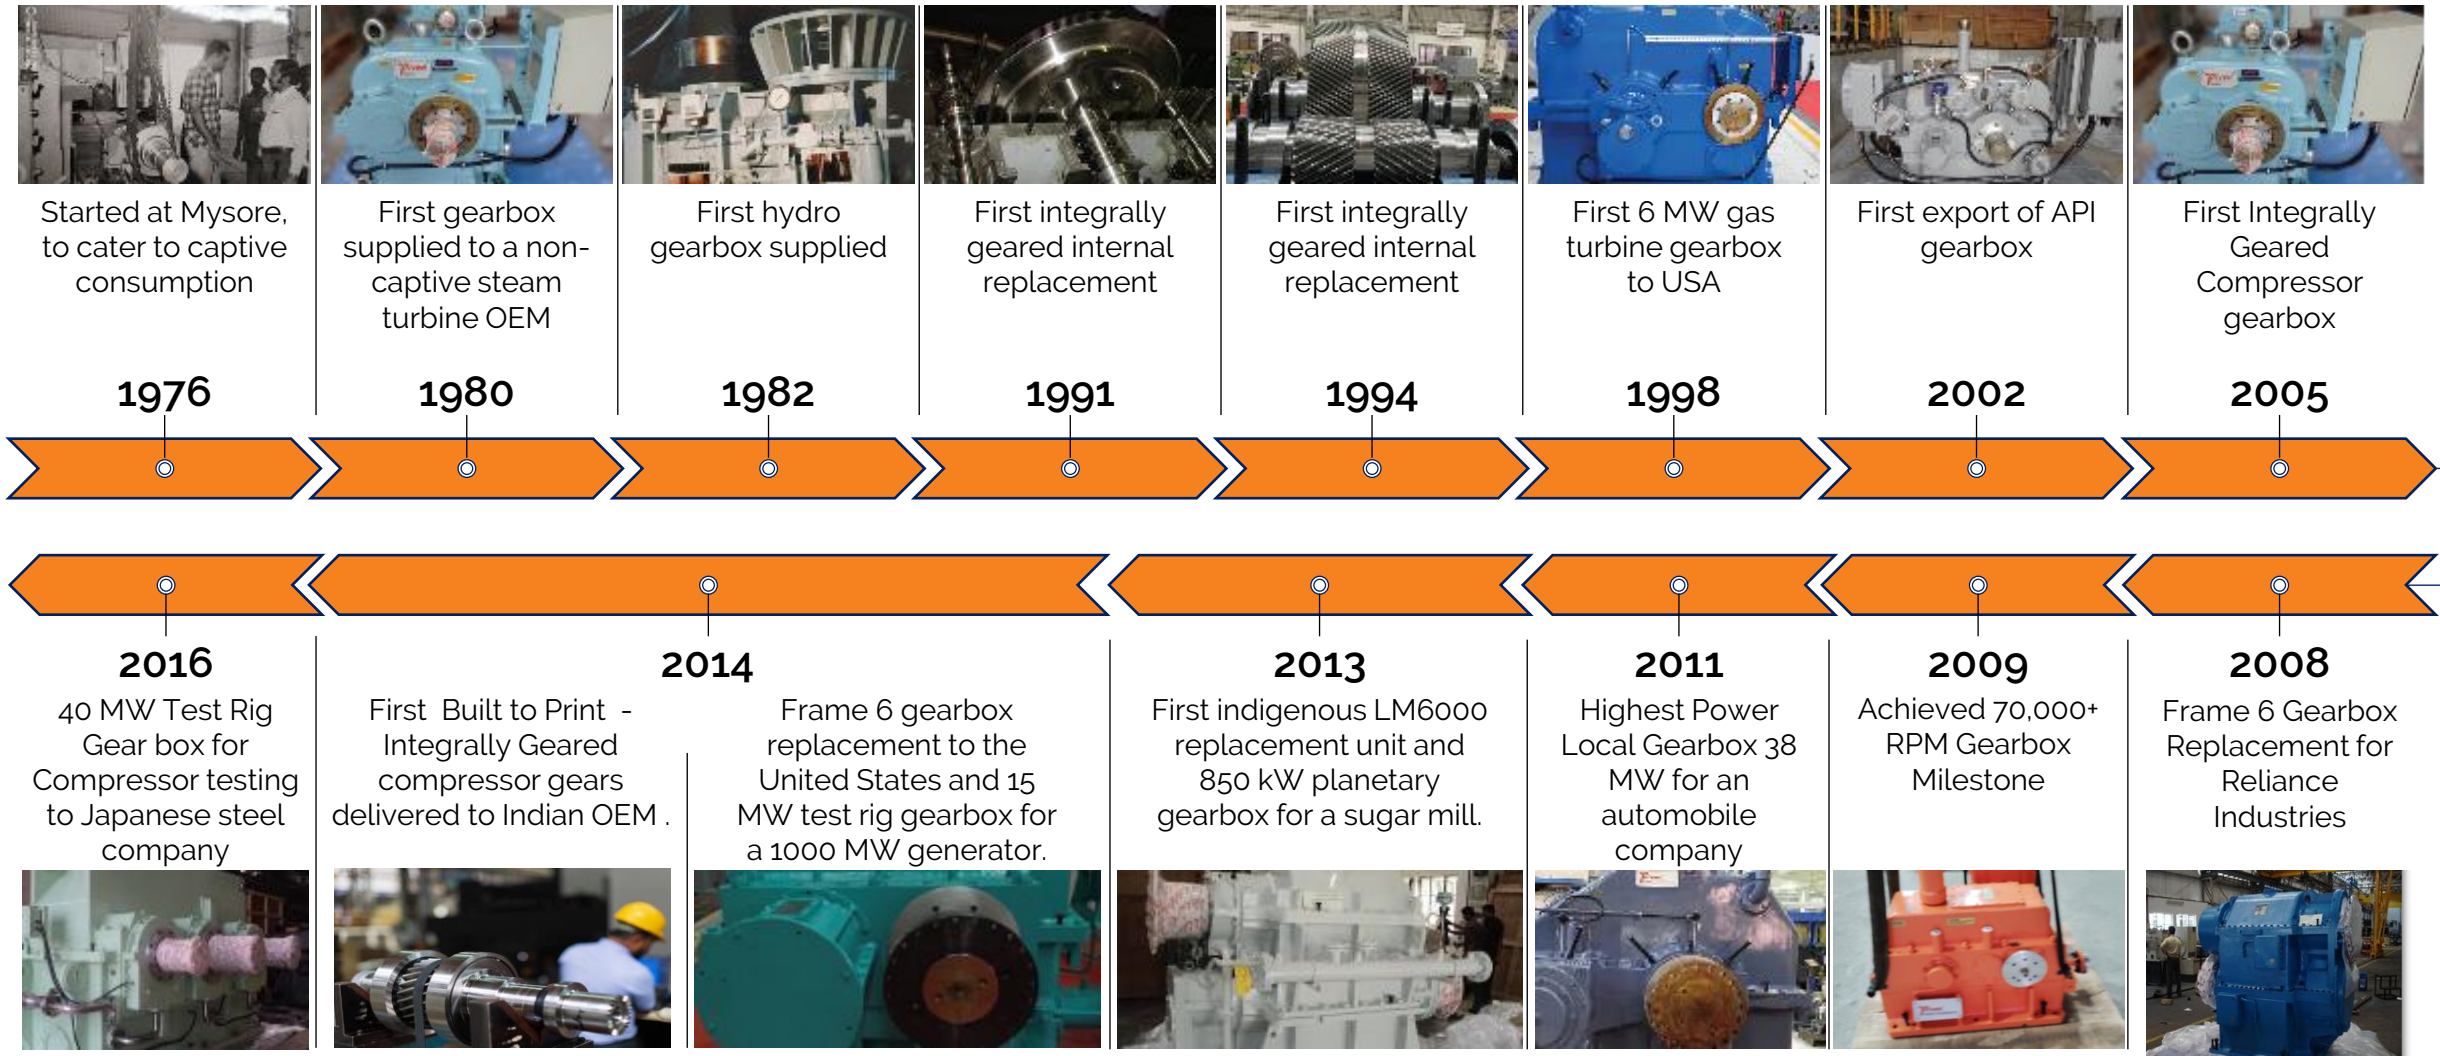 Started at Mysore,
to cater to captive
consumption
1976
First gearbox
supplied to a non-
captive steam
turbine OEM
1980
First hydro
gearbox supplied
1982
First integrally
geared internal
replacement
1991
First integrally
geared internal
replacement
1994
First 6 MW gas
turbine gearbox
to USA
1998
First export of API
gearbox
2002
First Integrally
Geared
Compressor
gearbox
2005
2008
Frame 6 Gearbox
Replacement for
Reliance
Industries
2009
Achieved 70,000+
RPM Gearbox
Milestone
2011
Highest Power
Local Gearbox 38
MW for an
automobile
company
2013
First indigenous LM6000
replacement unit and
850 kW planetary
gearbox for a sugar mill.
2014
First Built to Print -
Integrally Geared
compressor gears
delivered to Indian OEM .
Frame 6 gearbox
replacement to the
United States and 15
MW test rig gearbox for
a 1000 MW generator.
2016
40 MW Test Rig
Gear box for
Compressor testing
to Japanese steel
company